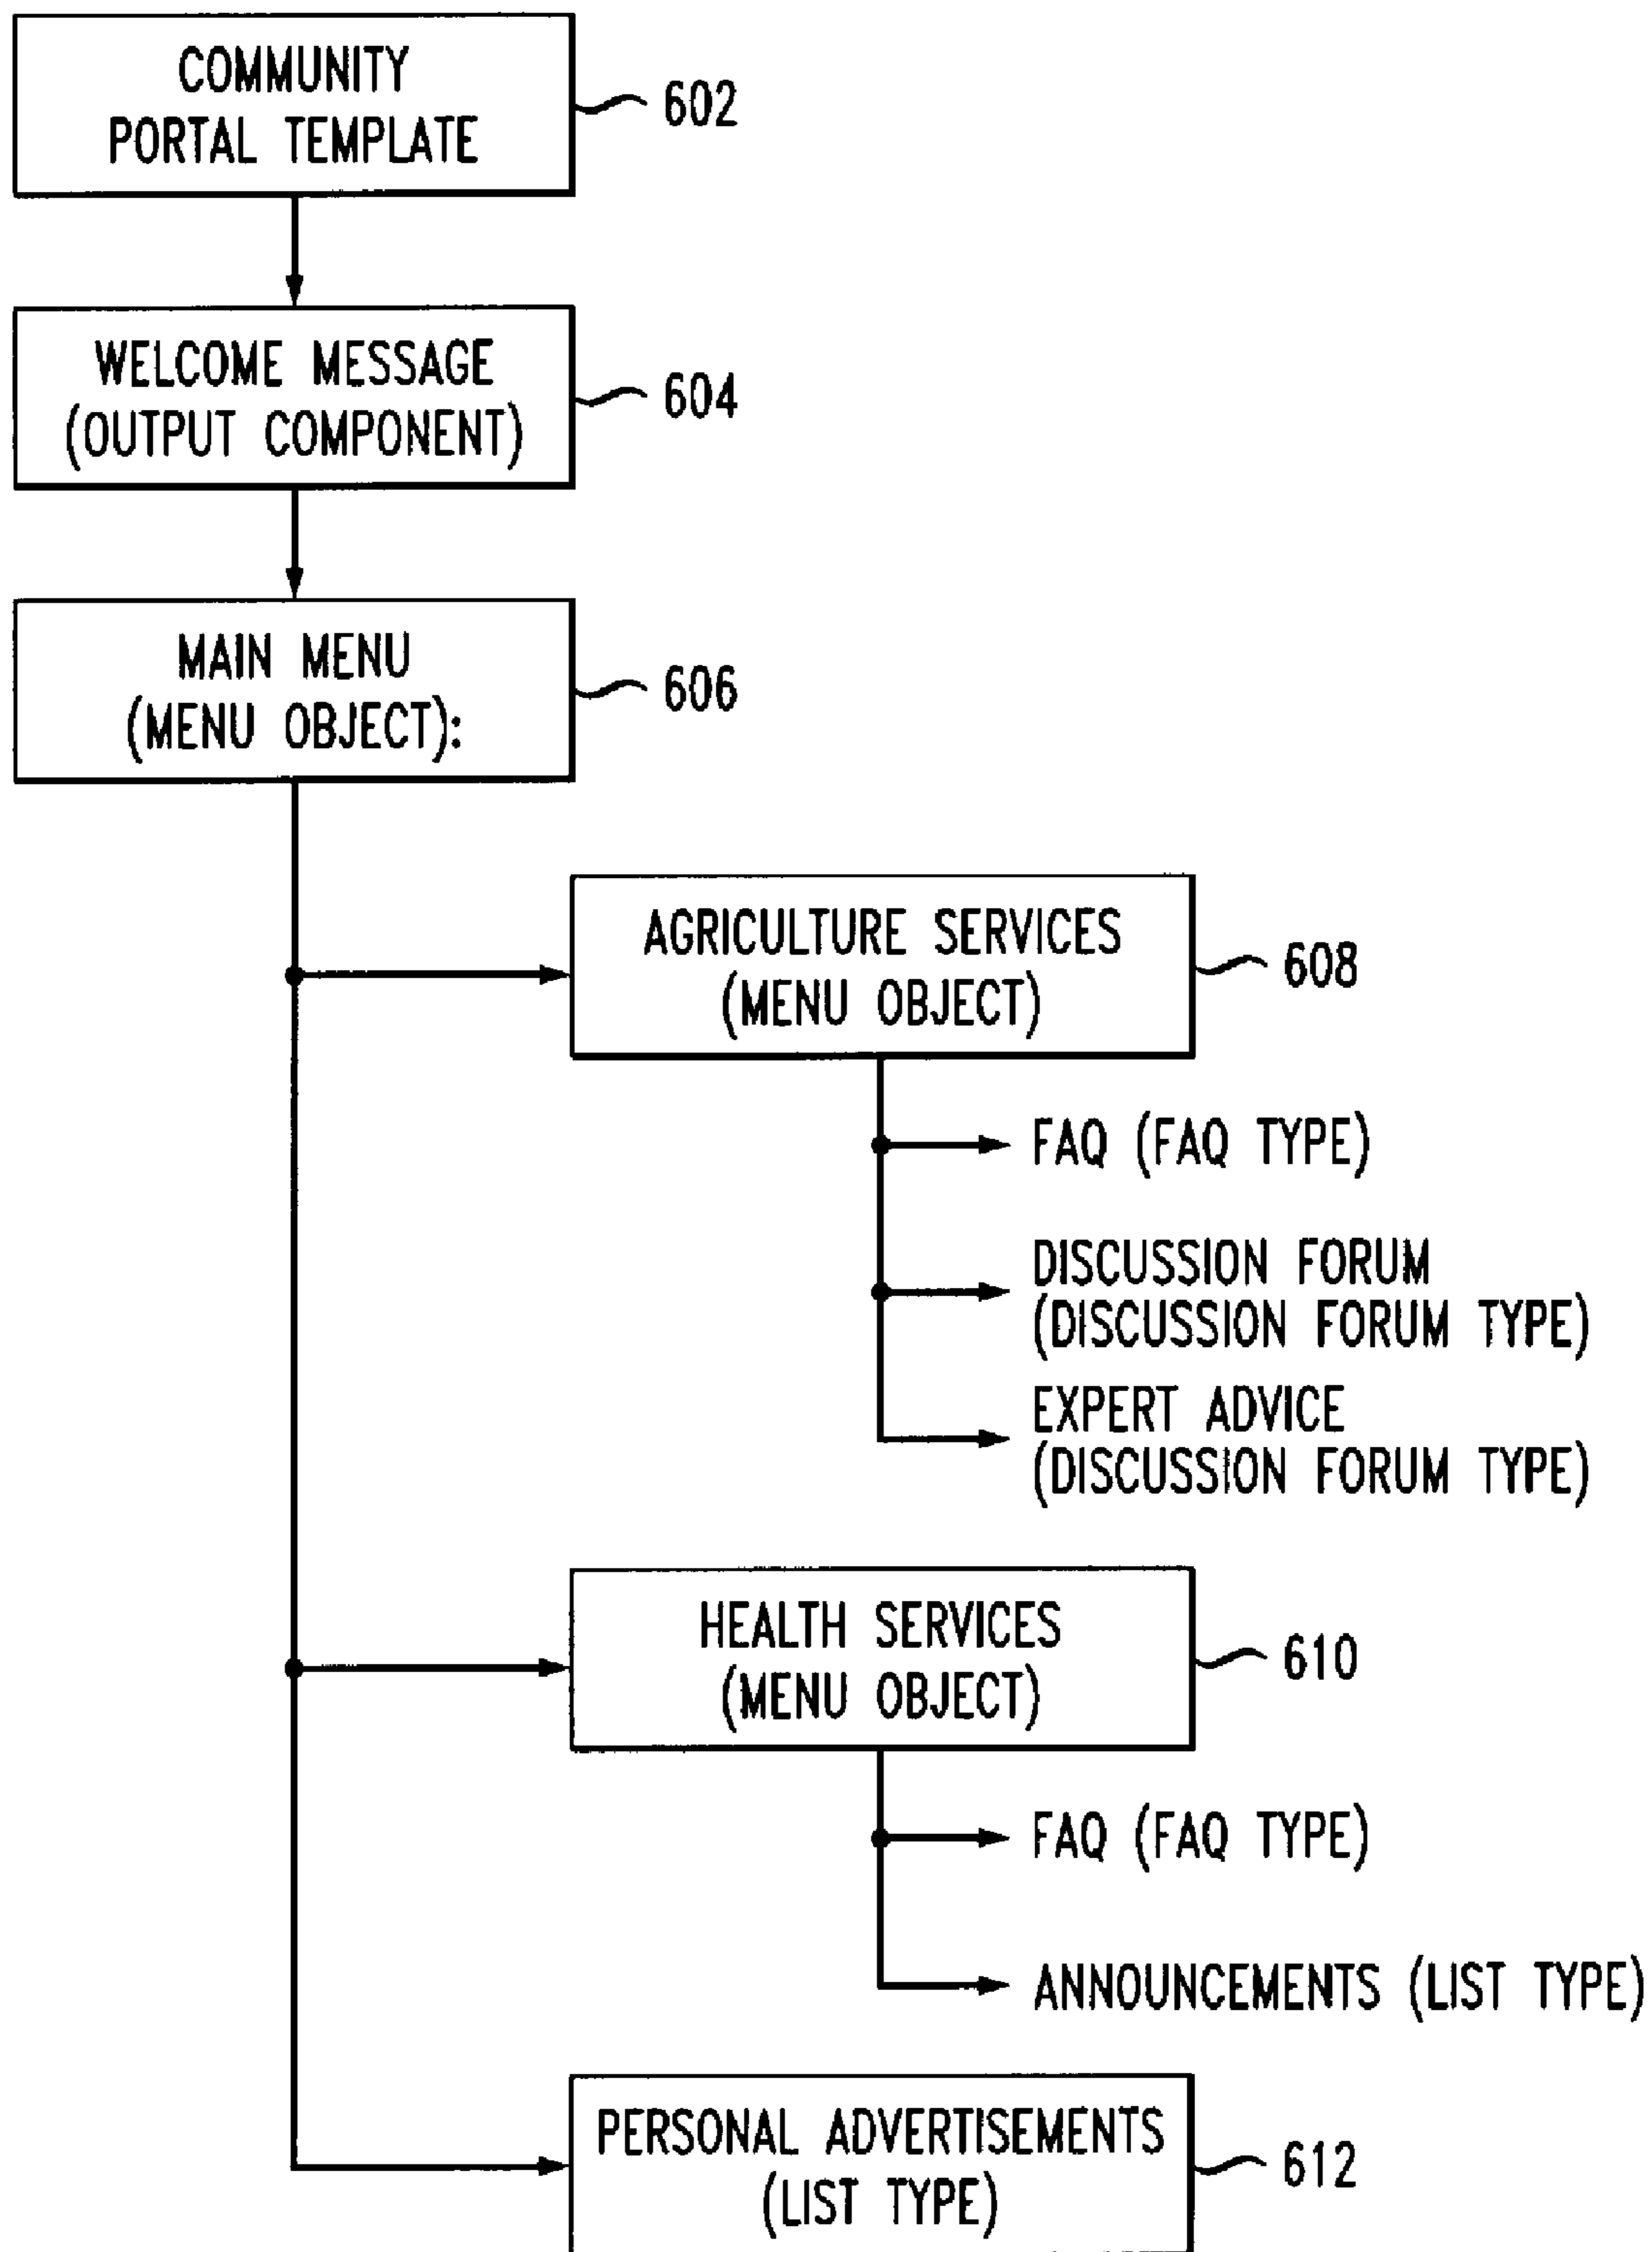 COMMUNITY
PORTAL TEMPLATE
602
WELCOME MESSAGE
(OUTPUT COMPONENT)
604
MAIN MENU
(MENU OBJECT):
606
AGRICULTURE SERVICES
(MENU OBJECT)
608
FAQ (FAQ TYPE)
DISCUSSION FORUM
(DISCUSSION FORUM TYPE)
EXPERT ADVICE
(DISCUSSION FORUM TYPE)
HEALTH SERVICES
(MENU OBJECT)
610
FAQ (FAQ TYPE)
ANNOUNCEMENTS (LIST TYPE)
PERSONAL ADVERTISEMENTS
(LIST TYPE)
612